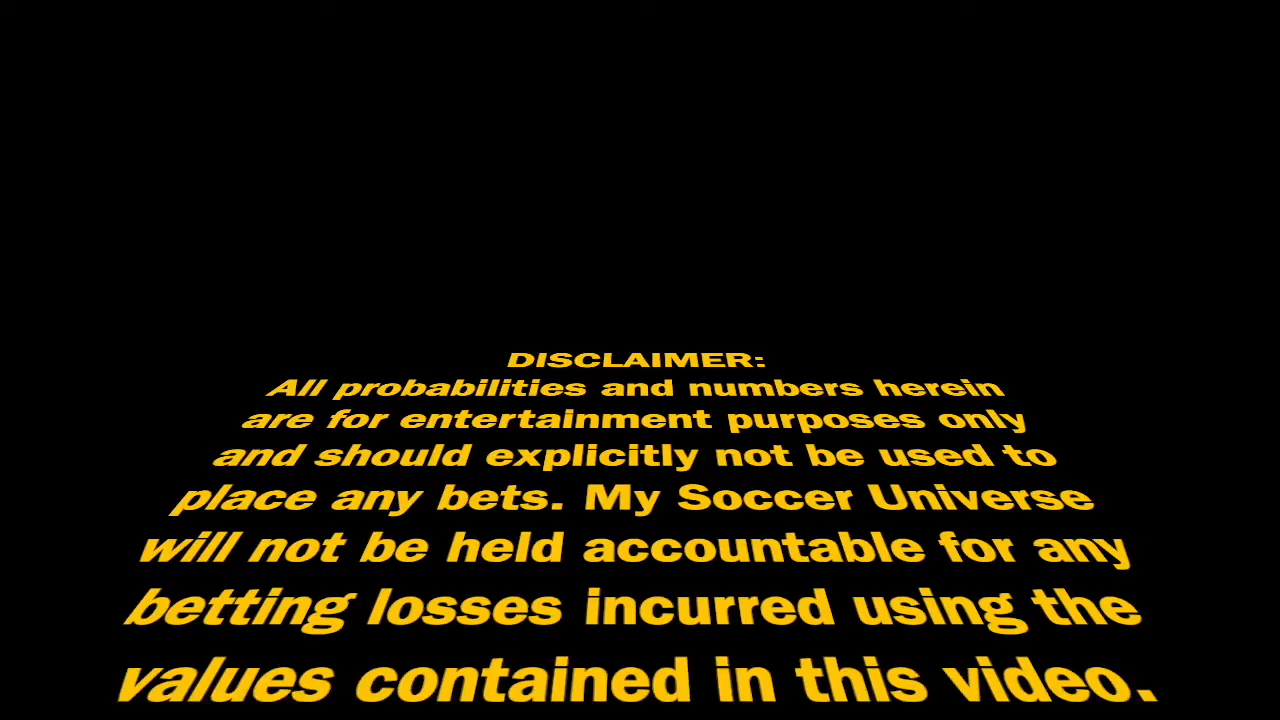 DISCLAIMER:
All probabilities and numbers herein
are for entertainment purposes only
and should explicitly not be used to
place any bets. My Soccer Universe
will not be held accountable for any
betting losses incurred using the
values contained in this video.